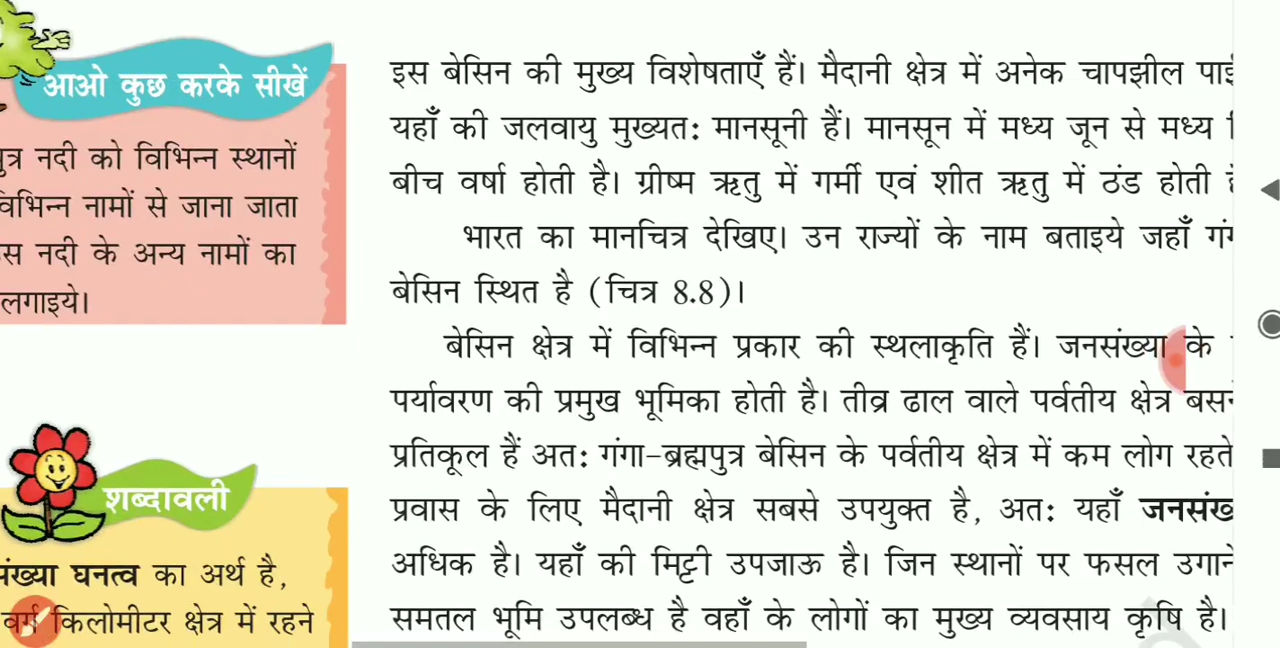 आओ कुछ करके सीखें
नदी को विभिन्न स्थानों
विभिन्न नामों से जाना जाता
नदी के अन्य नामों का
लगाइये।
शब्दावली
घनत्व का अर्थ है,
वर्ग किलोमीटर क्षेत्र में रहने
इस बेसिन की मुख्य विशेषताएँ हैं। मैदानी क्षेत्र में अनेक चापझील
यहाँ की जलवायु मुख्यतः मानसूनी हैं। मानसून में मध्य जून से मध्य
बीच वर्षा होती है। ग्रीष्म ऋतु में गर्मी एवं शीत ऋतु में ठंड होती
भारत का मानचित्र देखिए। उन राज्यों के नाम बताइये जहाँ
बेसिन स्थित है (चित्र 8.8)।
बेसिन क्षेत्र में विभिन्न प्रकार की स्थलाकृति हैं। जनसंख्या के
पर्यावरण की प्रमुख भूमिका होती है। तीव्र ढाल वाले पर्वतीय क्षेत्र
प्रतिकूल हैं अतः गंगा-ब्रह्मपुत्र बेसिन के पर्वतीय क्षेत्र में कम लोग रहते
प्रवास के लिए मैदानी क्षेत्र सबसे उपयुक्त है, अतः यहाँ
अधिक है। यहाँ की मिट्टी उपजाऊ है। जिन स्थानों पर फसल
समतल भूमि उपलब्ध है वहाँ के लोगों का मुख्य व्यवसाय कृषि है।